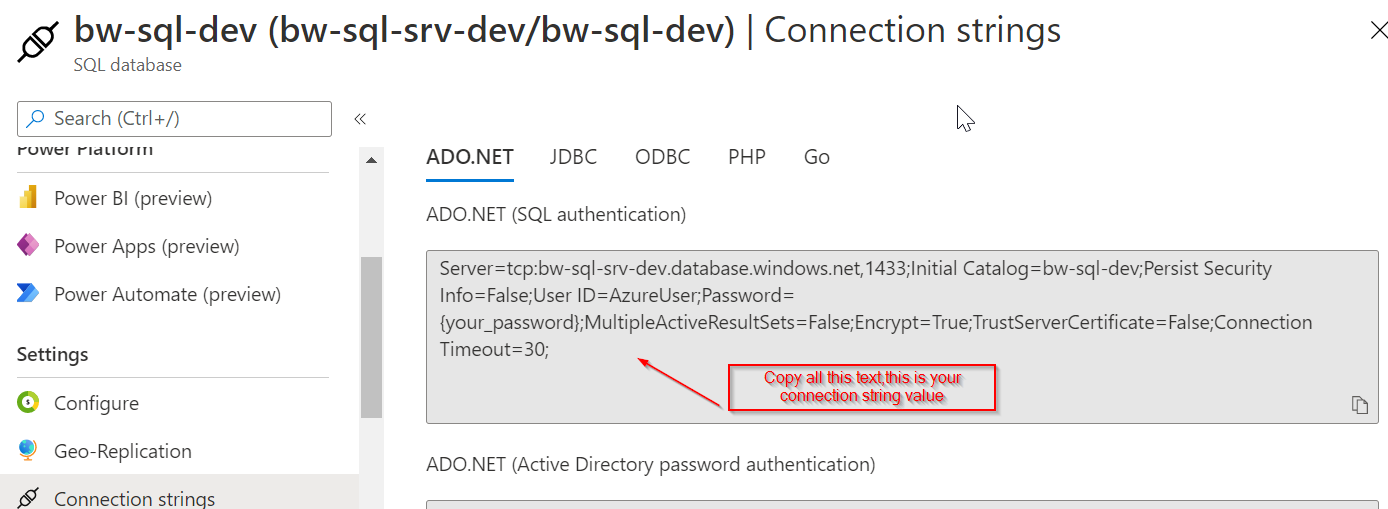 bw-sql-dev (bw-sql-srv-dev/bw-sql-dev) | Connection strings
SQL database
Search (Ctrl+/)
Power Platform
Power BI (preview)
Power Apps (preview)
Power Automate (preview)
Settings
Configure
Geo-Replication
Connection strings
ADO.NET JDBC ODBC PHP Go
ADO.NET (SQL authentication)
Server=tcp:bw-sql-srv-dev.database.windows.net,1433;Initial Catalog=bw-sql-dev;Persist Security
Info=False;User ID=AzureUser;Password=
{your_password};MultipleActiveResultSets=False;Encrypt=True;TrustServerCertificate=False;Connection
Timeout=30;
Copy all this text,this is your
connection string value
ADO.NET (Active Directory password authentication)